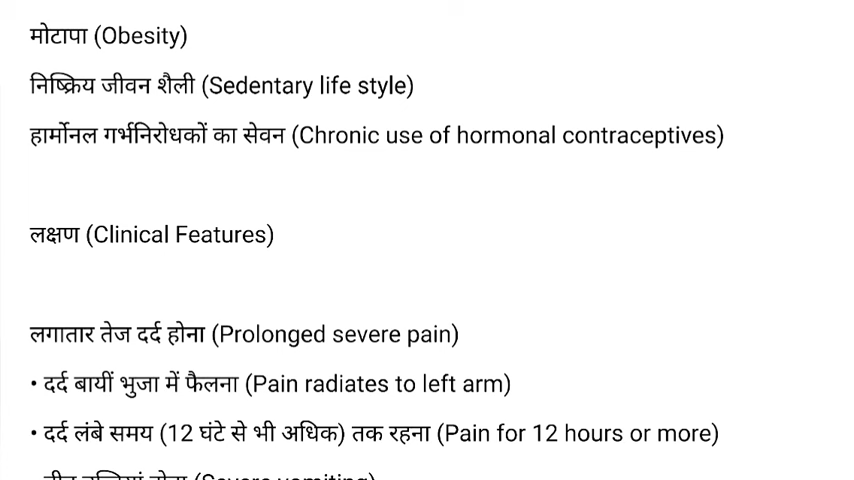 मोटापा (Obesity)
निष्क्रिय जीवन शैली (Sedentary life style)
हार्मोनल गर्भनिरोधकों का सेवन (Chronic use of hormonal contraceptives)
लक्षण (Clinical Features)
लगातार तेज दर्द होना (Prolonged severe pain)
• दर्द बायीं भुजा में फैलना (Pain radiates to left arm)
• दर्द लंबे समय (12 घंटे से भी अधिक) तक रहना (Pain for 12 hours or more)
(Severe vomiting)